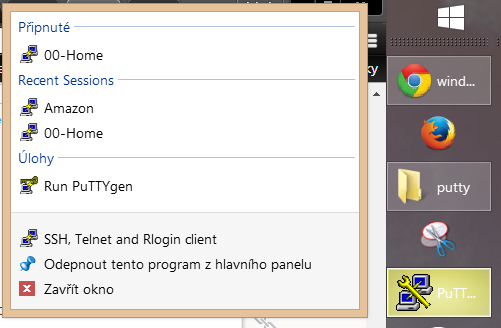 Připnuté
00-Home
Recent Sessions
Amazon
00-Home
Úlohy
Run PuTTYgen
SSH, Telnet and Rlogin client
Odepnout tento program z hlavního panelu
Zavřít okno
ky
wind...
putty
PuTT...